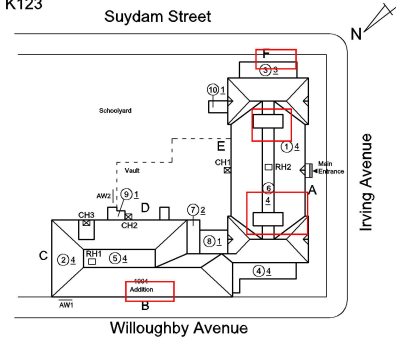 K123
Suydam Street
N
F
3 3
10 1
Schoolyard
1 4
E
CH1
RH2
Main
Entrance
Vault
6
A
Irving Avenue
AW2
9 1
4
D
7 2
CH3
CH2
8 1
C
RH1
2 4
5 4
4 4
1904
Addition
AW1
B
Willoughby Avenue